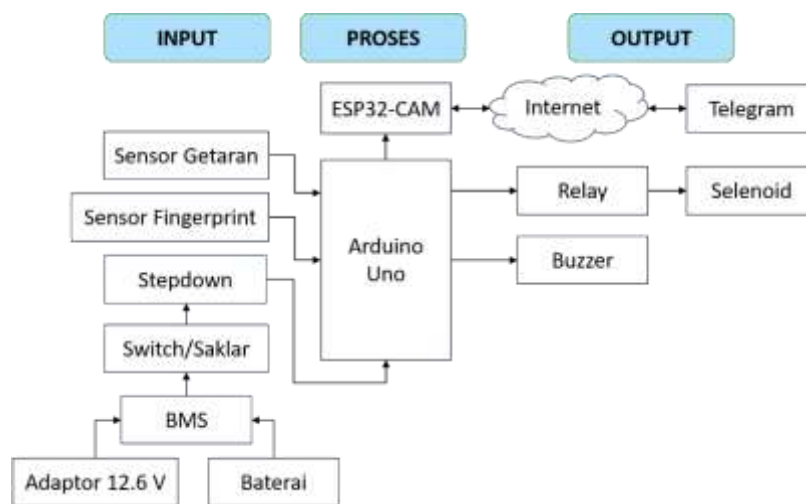 INPUT
PROSES
OUTPUT
ESP32-CAM
Internet
Telegram
Sensor Getaran
Sensor Fingerprint
Arduino
Uno
Relay
Selenoid
Buzzer
Stepdown
Switch/Saklar
BMS
Adaptor 12.6 V
Baterai